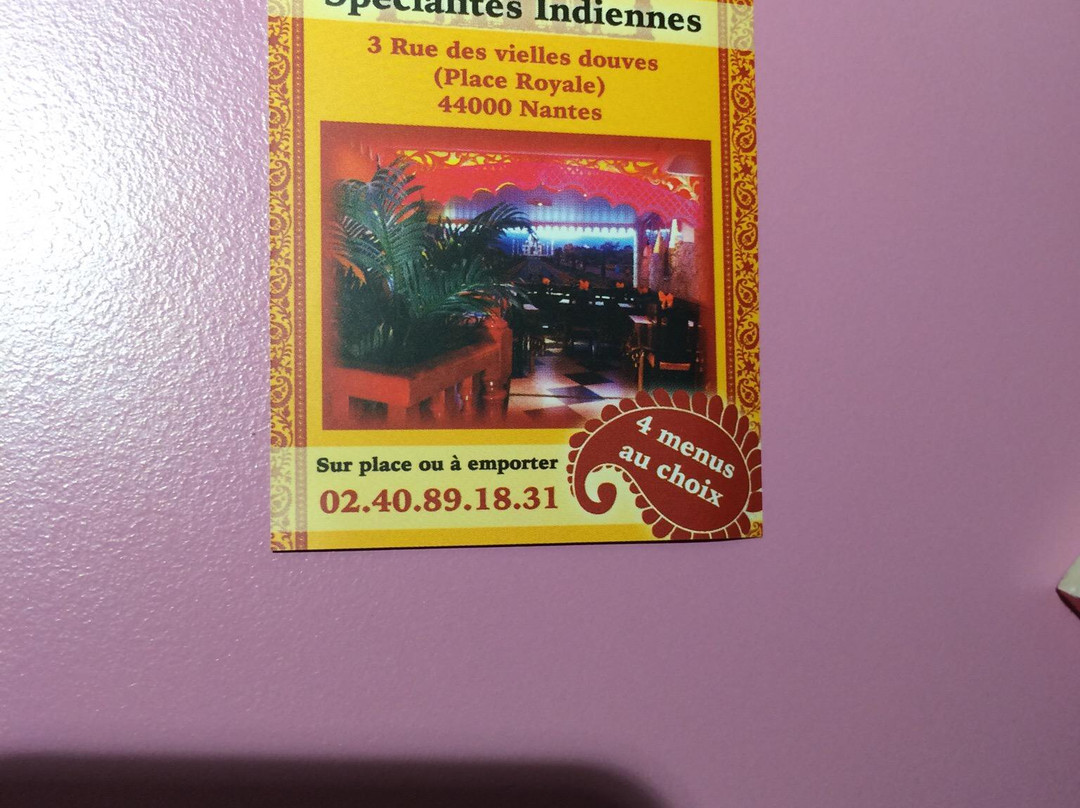 Spécialités Indiennes
3 Rue des vielles douves
(Place Royale)
44000 Nantes
4 menus
au choix
Sur place ou à emporter
02.40.89.18.31